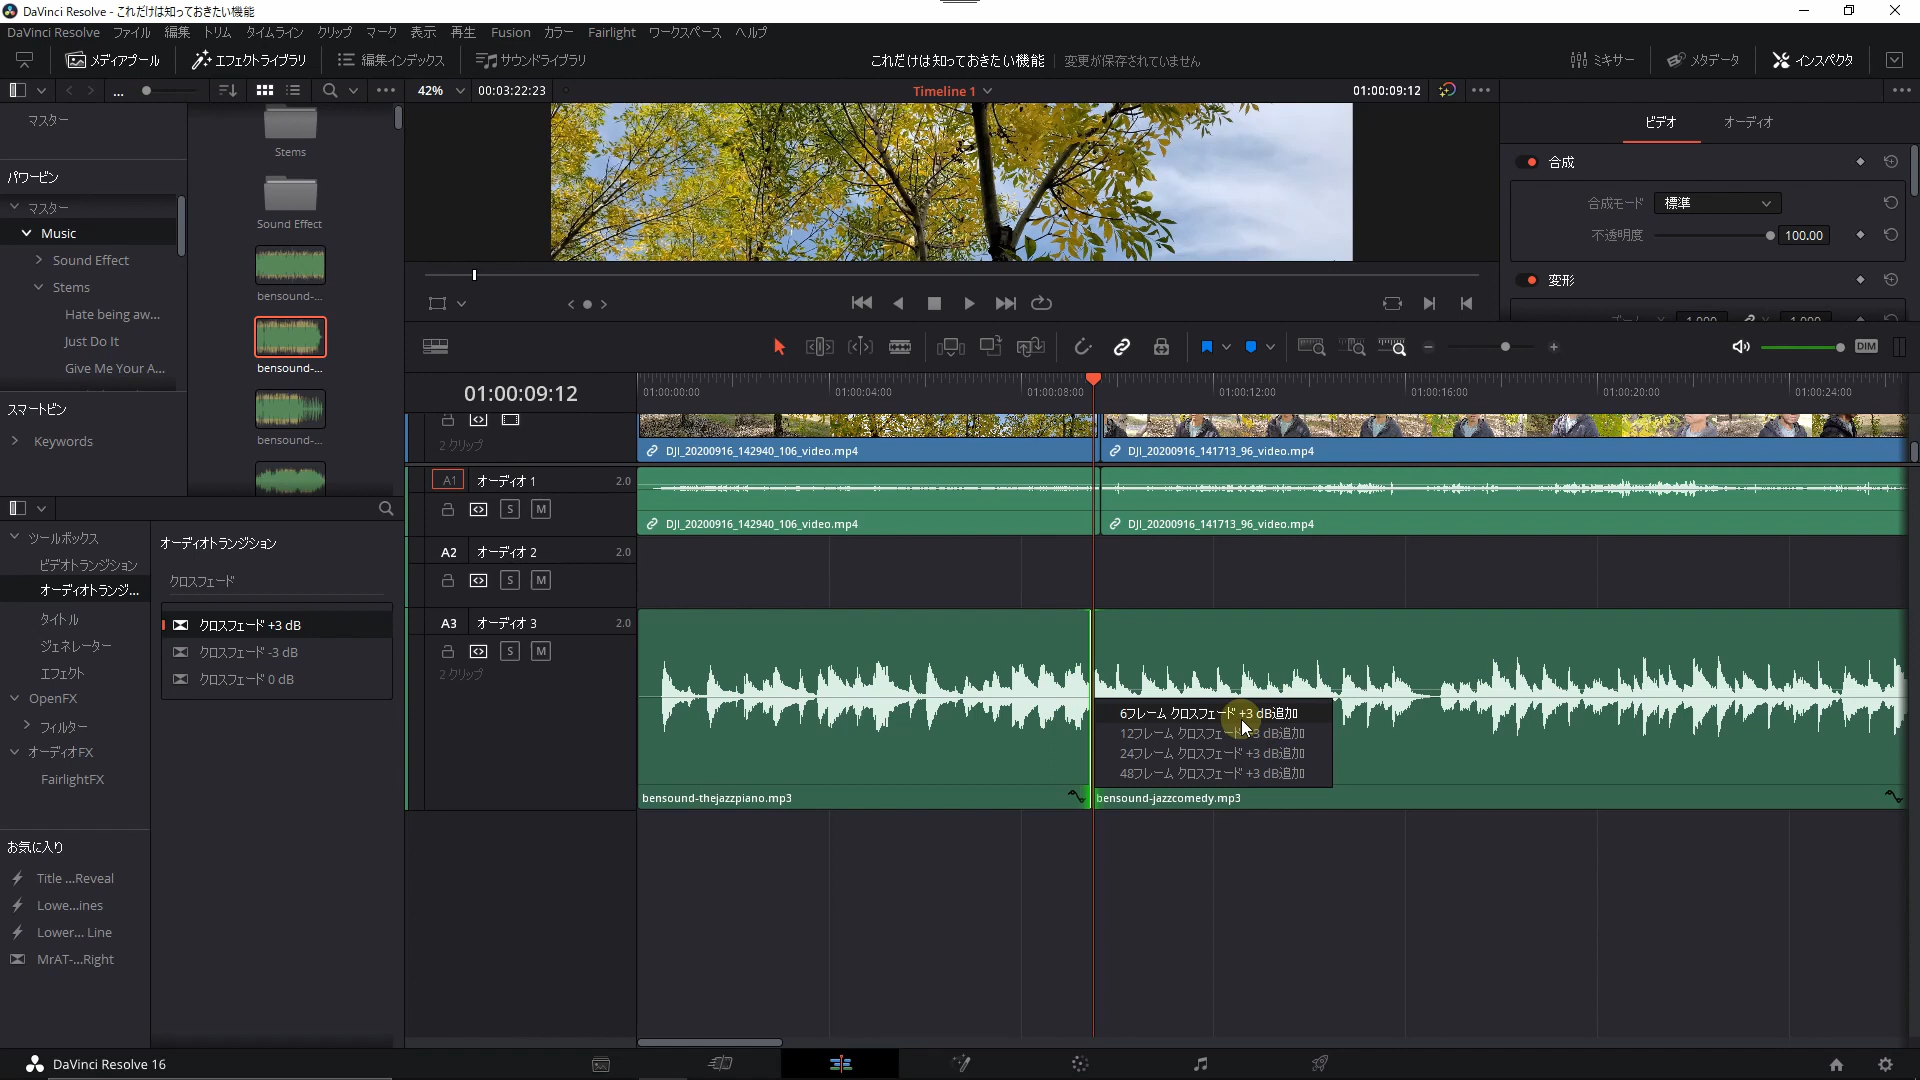 DaVinci Resolve - これだけは知っておきたい機能
DaVinci Resolve ファイル 編集 トリム タイムライン クリップ マーク 表示 再生 Fusion カラー Fairlight ワークスペース ヘルプ
メディアプール エフェクトライブラリ 編集インデックス サウンドライブラリ これだけは知っておきたい機能 変更が保存されていません ミキサー メタデータ インスペクタ
... 42% 00:03:22:23 Timeline 1 01:00:09:12
マスター
パワービン
マスター
Music
Sound Effect
Stems
Hate being aw...
Just Do It
Give Me Your A...
スマートビン
Keywords
Stems
Sound Effect
bensound-...
bensound-...
bensound-...
ビデオ オーディオ
合成
合成モード 標準
不透明度 100.00
変形
DIM
01:00:09:12
01:00:00:00 01:00:04:00 01:00:08:00 01:00:12:00 01:00:16:00 01:00:20:00 01:00:24:00
2 クリップ
DJI_20200916_142940_106_video.mp4 DJI_20200916_141713_96_video.mp4
A1 オーディオ 1 2.0
S M
DJI_20200916_142940_106_video.mp4 DJI_20200916_141713_96_video.mp4
A2 オーディオ 2 2.0
S M
A3 オーディオ 3 2.0
S M
2 クリップ
6フレーム クロスフェード +3 dB追加
12フレーム クロスフェード +3 dB追加
24フレーム クロスフェード +3 dB追加
48フレーム クロスフェード +3 dB追加
bensound-thejazzpiano.mp3 bensound-jazzcomedy.mp3
ツールボックス
ビデオトランジション
オーディオトランジ...
タイトル
ジェネレーター
エフェクト
OpenFX
フィルター
オーディオFX
FairlightFX
オーディオトランジション
クロスフェード
クロスフェード +3 dB
クロスフェード -3 dB
クロスフェード 0 dB
お気に入り
Title ...Reveal
Lowe...ines
Lower... Line
MrAT-...Right
DaVinci Resolve 16